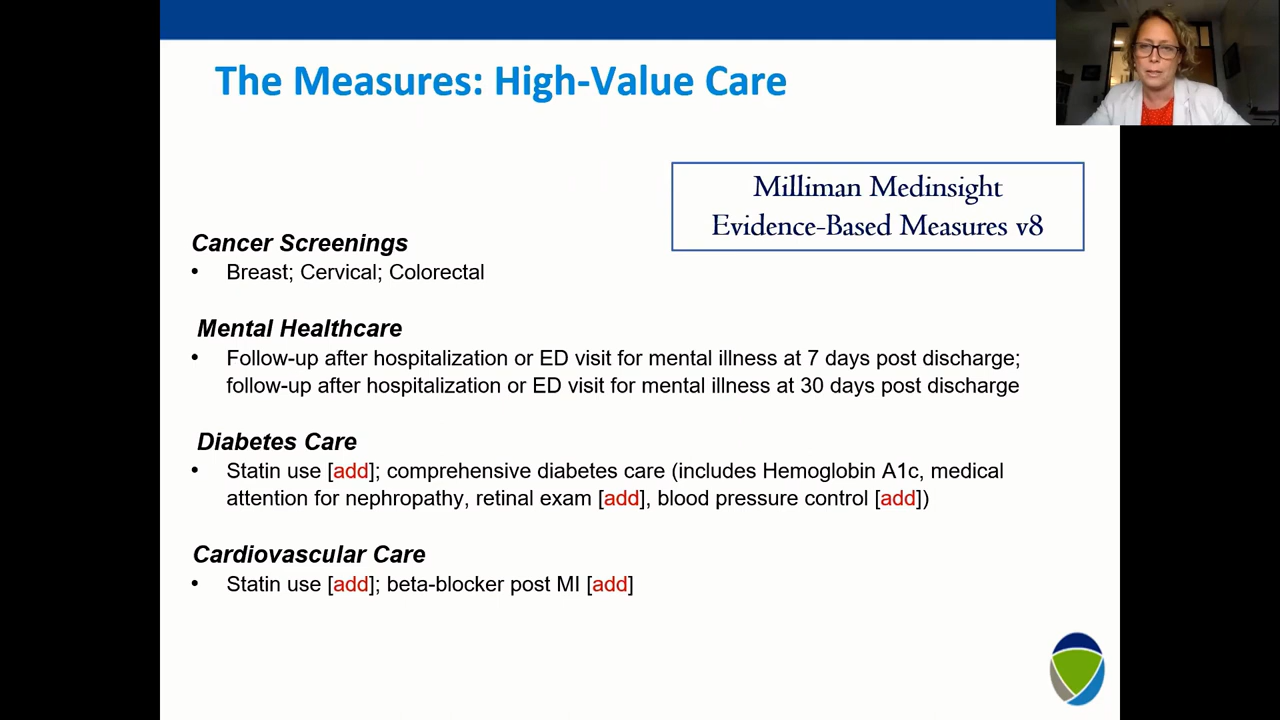 The Measures: High-Value Care
Milliman Medinsight
Evidence-Based Measures v8
Cancer Screenings
• Breast; Cervical; Colorectal
Mental Healthcare
• Follow-up after hospitalization or ED visit for mental illness at 7 days post discharge;
follow-up after hospitalization or ED visit for mental illness at 30 days post discharge
Diabetes Care
• Statin use [add]; comprehensive diabetes care (includes Hemoglobin A1c, medical
attention for nephropathy, retinal exam [add], blood pressure control [add])
Cardiovascular Care
• Statin use [add]; beta-blocker post MI [add]